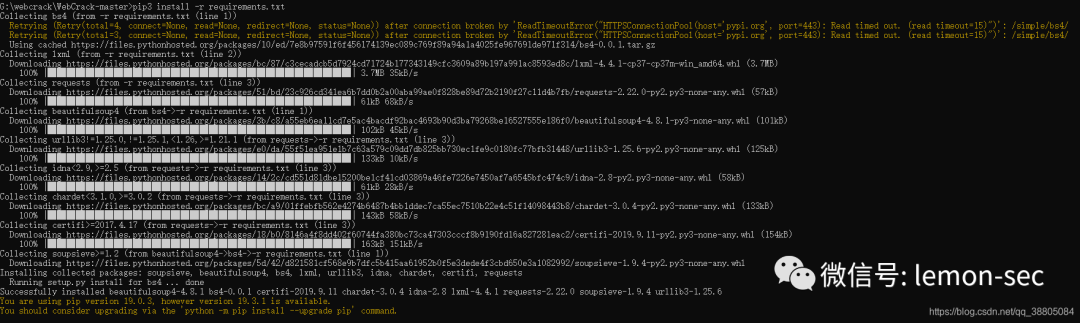 G:\webcrack\WebCrack-master>pip3 install -r requirements.txt
Collecting bs4 (from -r requirements.txt (line 1))
Retrying (Retry(total=4, connect=None, read=None, redirect=None, status=None)) after connection broken by 'ReadTimeoutError("HTTPSConnectionPool(host='pypi.org', port=443): Read timed out. (read timeout=15)")': /simple/bs4/
Retrying (Retry(total=3, connect=None, read=None, redirect=None, status=None)) after connection broken by 'ReadTimeoutError("HTTPSConnectionPool(host='pypi.org', port=443): Read timed out. (read timeout=15)")': /simple/bs4/
Using cached https://files.pythonhosted.org/packages/10/ed/7e8b97591f6f456174139ec089c769f89a94a1a4025fe967691de971f314/bs4-0.0.1.tar.gz
Collecting lxml (from -r requirements.txt (line 2))
Downloading https://files.pythonhosted.org/packages/bc/87/c3cecadcb5d7924cd71724b177343149cfc3609a89b197a991ac8593ed8c/lxml-4.4.1-cp37-cp37m-win_amd64.whl (3.7MB)
100% 3.7MB 35kB/s
Collecting requests (from -r requirements.txt (line 3))
Downloading https://files.pythonhosted.org/packages/51/bd/23c926cd341ea6b7dd0b2a00aba99ae0f828be89d72b2190f27c11d4b7fb/requests-2.22.0-py2.py3-none-any.whl (57kB)
100% 61kB 68kB/s
Collecting beautifulsoup4 (from bs4->-r requirements.txt (line 1))
Downloading https://files.pythonhosted.org/packages/3b/c8/a55eb6ea11cd7e5ac4bacdf92bac4693b90d3ba79268be16527555e186f0/beautifulsoup4-4.8.1-py3-none-any.whl (101kB)
100% 102kB 45kB/s
Collecting urllib3!=1.25.0,!=1.25.1,<1.26,>=1.21.1 (from requests->-r requirements.txt (line 3))
Downloading https://files.pythonhosted.org/packages/e0/da/55f51ea951e1b7c63a579c09dd7db825bb730ec1fe9c0180fc77bfb31448/urllib3-1.25.6-py2.py3-none-any.whl (125kB)
100% 133kB 10kB/s
Collecting idna<2.9,>=2.5 (from requests->-r requirements.txt (line 3))
Downloading https://files.pythonhosted.org/packages/14/2c/cd551d81dbe15200be1cf41cd03869a46fe7226e7450af7a6545bfc474c9/idna-2.8-py2.py3-none-any.whl (58kB)
100% 61kB 28kB/s
Collecting chardet<3.1.0,>=3.0.2 (from requests->-r requirements.txt (line 3))
Downloading https://files.pythonhosted.org/packages/bc/a9/01ffebfb562e4274b6487b4bb1ddec7ca55ec7510b22e4c51f14098443b8/chardet-3.0.4-py2.py3-none-any.whl (133kB)
100% 143kB 58kB/s
Collecting certifi>=2017.4.17 (from requests->-r requirements.txt (line 3))
Downloading https://files.pythonhosted.org/packages/18/b0/8146a4f8dd402f60744fa380bc73ca47303cccf8b9190fd16a827281eac2/certifi-2019.9.11-py2.py3-none-any.whl (154kB)
100% 163kB 151kB/s
Collecting soupsieve>=1.2 (from beautifulsoup4->bs4->-r requirements.txt (line 1))
Downloading https://files.pythonhosted.org/packages/5d/42/d821581cf568e9b7dfc5b415aa61952b0f5e3dede4f3cbd650e3a1082992/soupsieve-1.9.4-py2.py3-none-any.whl
Installing collected packages: soupsieve, beautifulsoup4, bs4, lxml, urllib3, idna, chardet, certifi, requests
Running setup.py install for bs4 ... done
Successfully installed beautifulsoup4-4.8.1 bs4-0.0.1 certifi-2019.9.11 chardet-3.0.4 idna-2.8 lxml-4.4.1 requests-2.22.0 soupsieve-1.9.4 urllib3-1.25.6
You are using pip version 19.0.3, however version 19.3.1 is available.
You should consider upgrading via the 'python -m pip install --upgrade pip' command.
微信号: lemon-sec
https://blog.csdn.net/qq_38805084